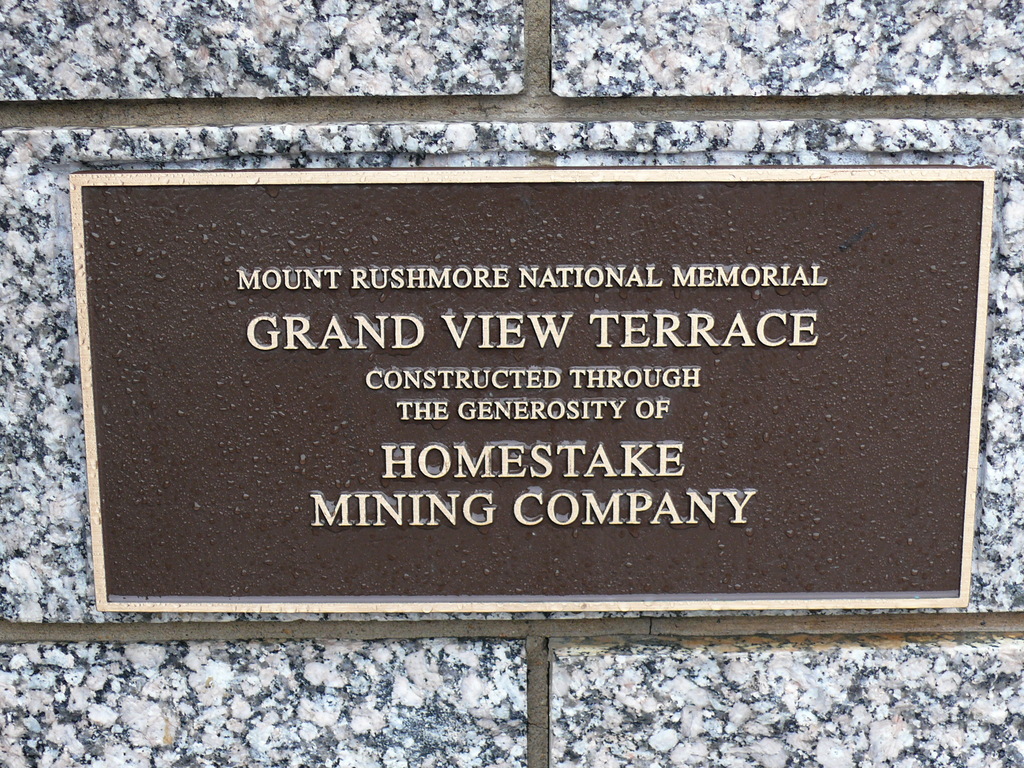 MOUNT RUSHMORE NATIONAL MEMORIAL
GRAND VIEW TERRACE
CONSTRUCTED THROUGH
THE GENEROSITY OF
HOMESTAKE
MINING COMPANY